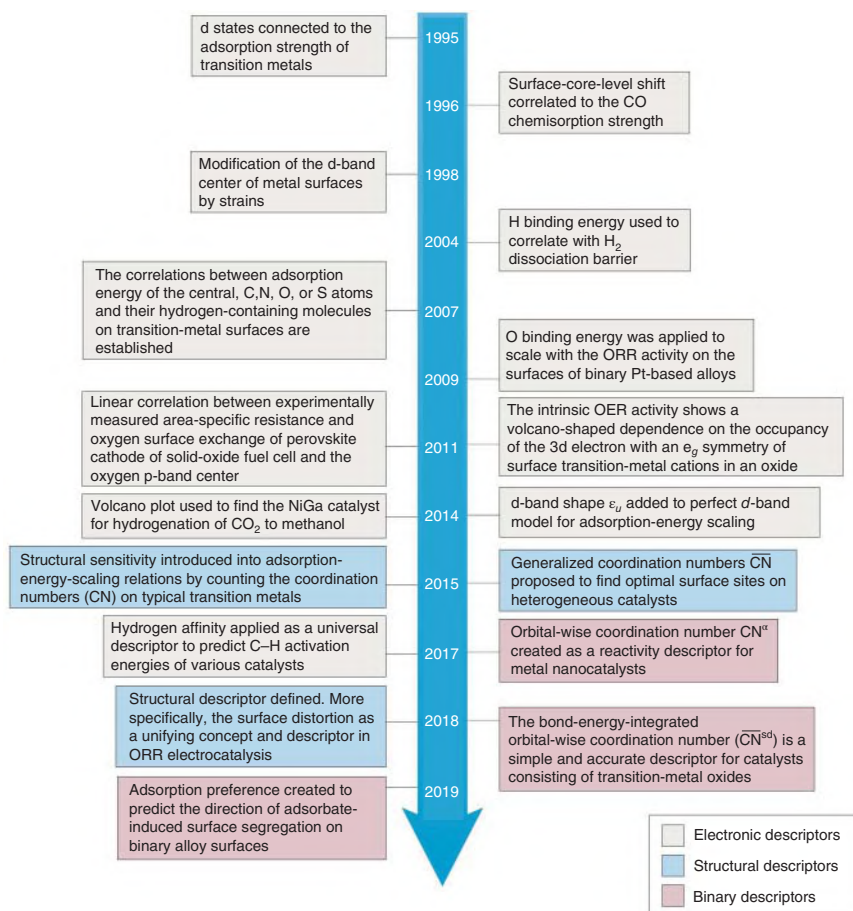 d states connected to the
adsorption strength of
transition metals
1995
Surface-core-level shift
correlated to the CO
chemisorption strength
1996
Modification of the d-band
center of metal surfaces
by strains
1998
H binding energy used to
correlate with H2
dissociation barrier
2004
The correlations between adsorption
energy of the central, C,N, O, or S atoms
and their hydrogen-containing molecules
on transition-metal surfaces are
established
2007
O binding energy was applied to
scale with the ORR activity on the
surfaces of binary Pt-based alloys
2009
Linear correlation between experimentally
measured area-specific resistance and
oxygen surface exchange of perovskite
cathode of solid-oxide fuel cell and the
oxygen p-band center
2011
The intrinsic OER activity shows a
volcano-shaped dependence on the occupancy
of the 3d electron with an eg symmetry of
surface transition-metal cations in an oxide
Volcano plot used to find the NiGa catalyst
for hydrogenation of CO2 to methanol
2014
d-band shape εu added to perfect d-band
model for adsorption-energy scaling
Structural sensitivity introduced into adsorption-
energy-scaling relations by counting the coordination
numbers (CN) on typical transition metals
2015
Generalized coordination numbers C̅N̅
proposed to find optimal surface sites on
heterogeneous catalysts
Hydrogen affinity applied as a universal
descriptor to predict C–H activation
energies of various catalysts
2017
Orbital-wise coordination number CNα
created as a reactivity descriptor for
metal nanocatalysts
Structural descriptor defined. More
specifically, the surface distortion as
a unifying concept and descriptor in
ORR electrocatalysis
2018
The bond-energy-integrated
orbital-wise coordination number (C̅N̅sd) is a
simple and accurate descriptor for catalysts
consisting of transition-metal oxides
Adsorption preference created to
predict the direction of adsorbate-
induced surface segregation on
binary alloy surfaces
2019
Electronic descriptors
Structural descriptors
Binary descriptors